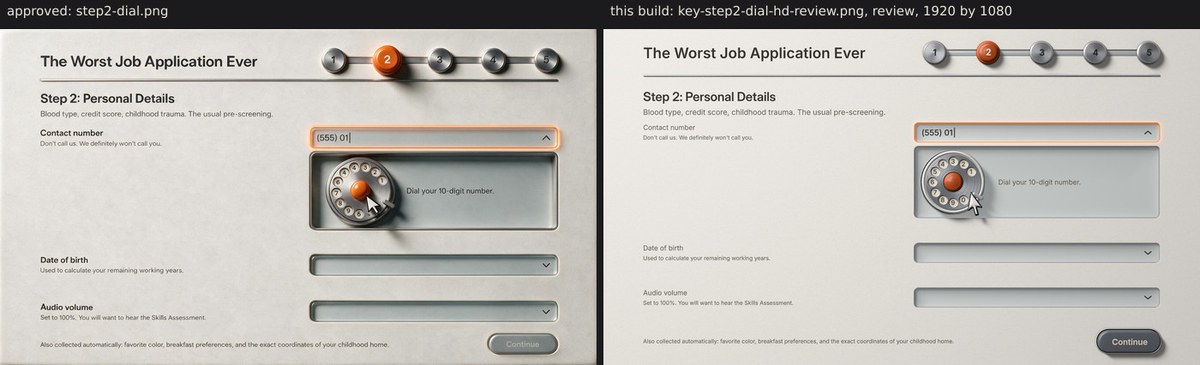 approved: step2-dial.png
The Worst Job Application Ever
1 2 3 4 5
Step 2: Personal Details
Blood type, credit score, childhood trauma. The usual pre-screening.
Contact number
Don't call us. We definitely won't call you.
(555) 01
Dial your 10-digit number.
Date of birth
Used to calculate your remaining working years.
Audio volume
Set to 100%. You will want to hear the Skills Assessment.
Also collected automatically: favorite color, breakfast preferences, and the exact coordinates of your childhood home.
Continue
this build: key-step2-dial-hd-review.png, review, 1920 by 1080
The Worst Job Application Ever
1 2 3 4 5
Step 2: Personal Details
Blood type, credit score, childhood trauma. The usual pre-screening.
Contact number
Don't call us. We definitely won't call you.
(555) 01
Dial your 10-digit number.
Date of birth
Used to calculate your remaining working years.
Audio volume
Set to 100%. You will want to hear the Skills Assessment.
Also collected automatically: favorite color, breakfast preferences, and the exact coordinates of your childhood home.
Continue